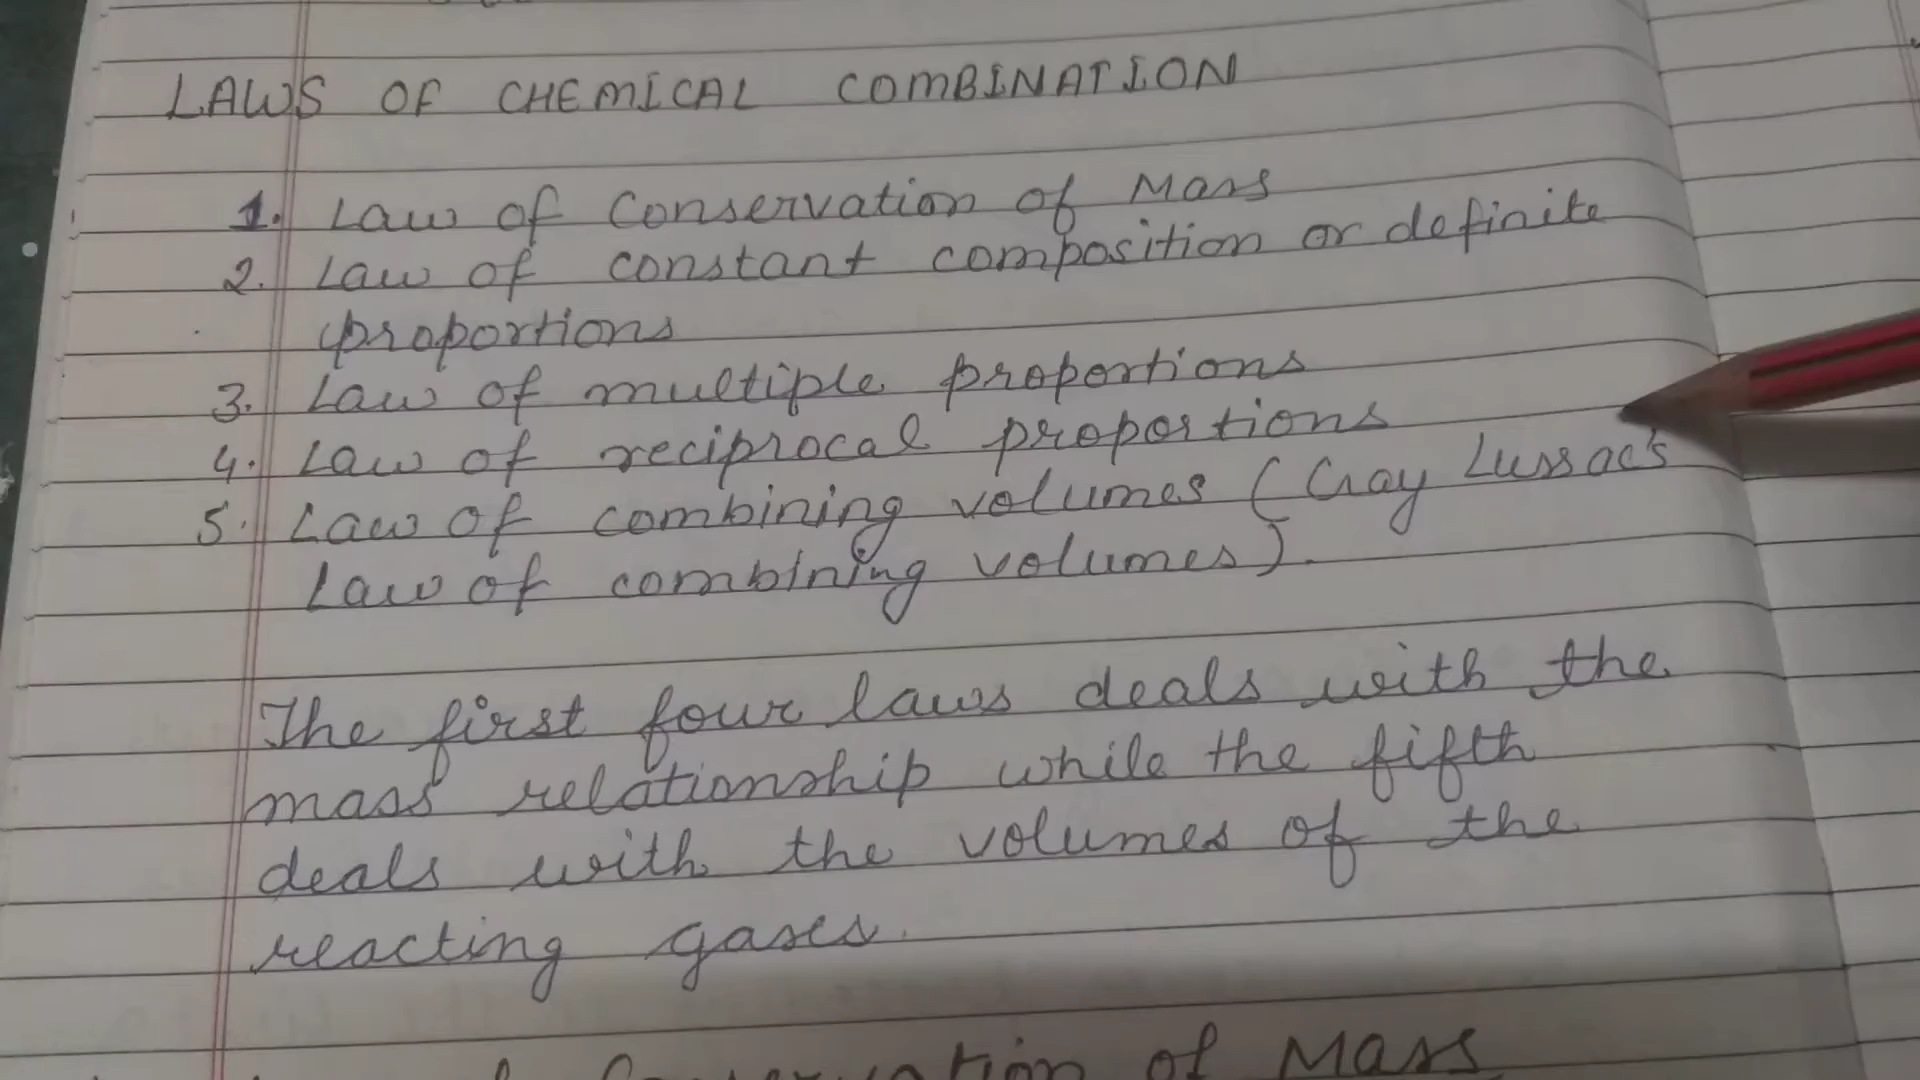 LAWS OF CHEMICAL COMBINATION
1. Law of Conservation of Mass
2. Law of constant composition or definite
proportions
3. Law of multiple proportions
4. Law of reciprocal proportions
5. Law of combining volumes (Gay Lussac's
Law of combining volumes).
The first four laws deals with the
mass relationship while the fifth
deals with the volumes of the
reacting gases.
Conservation of Mass